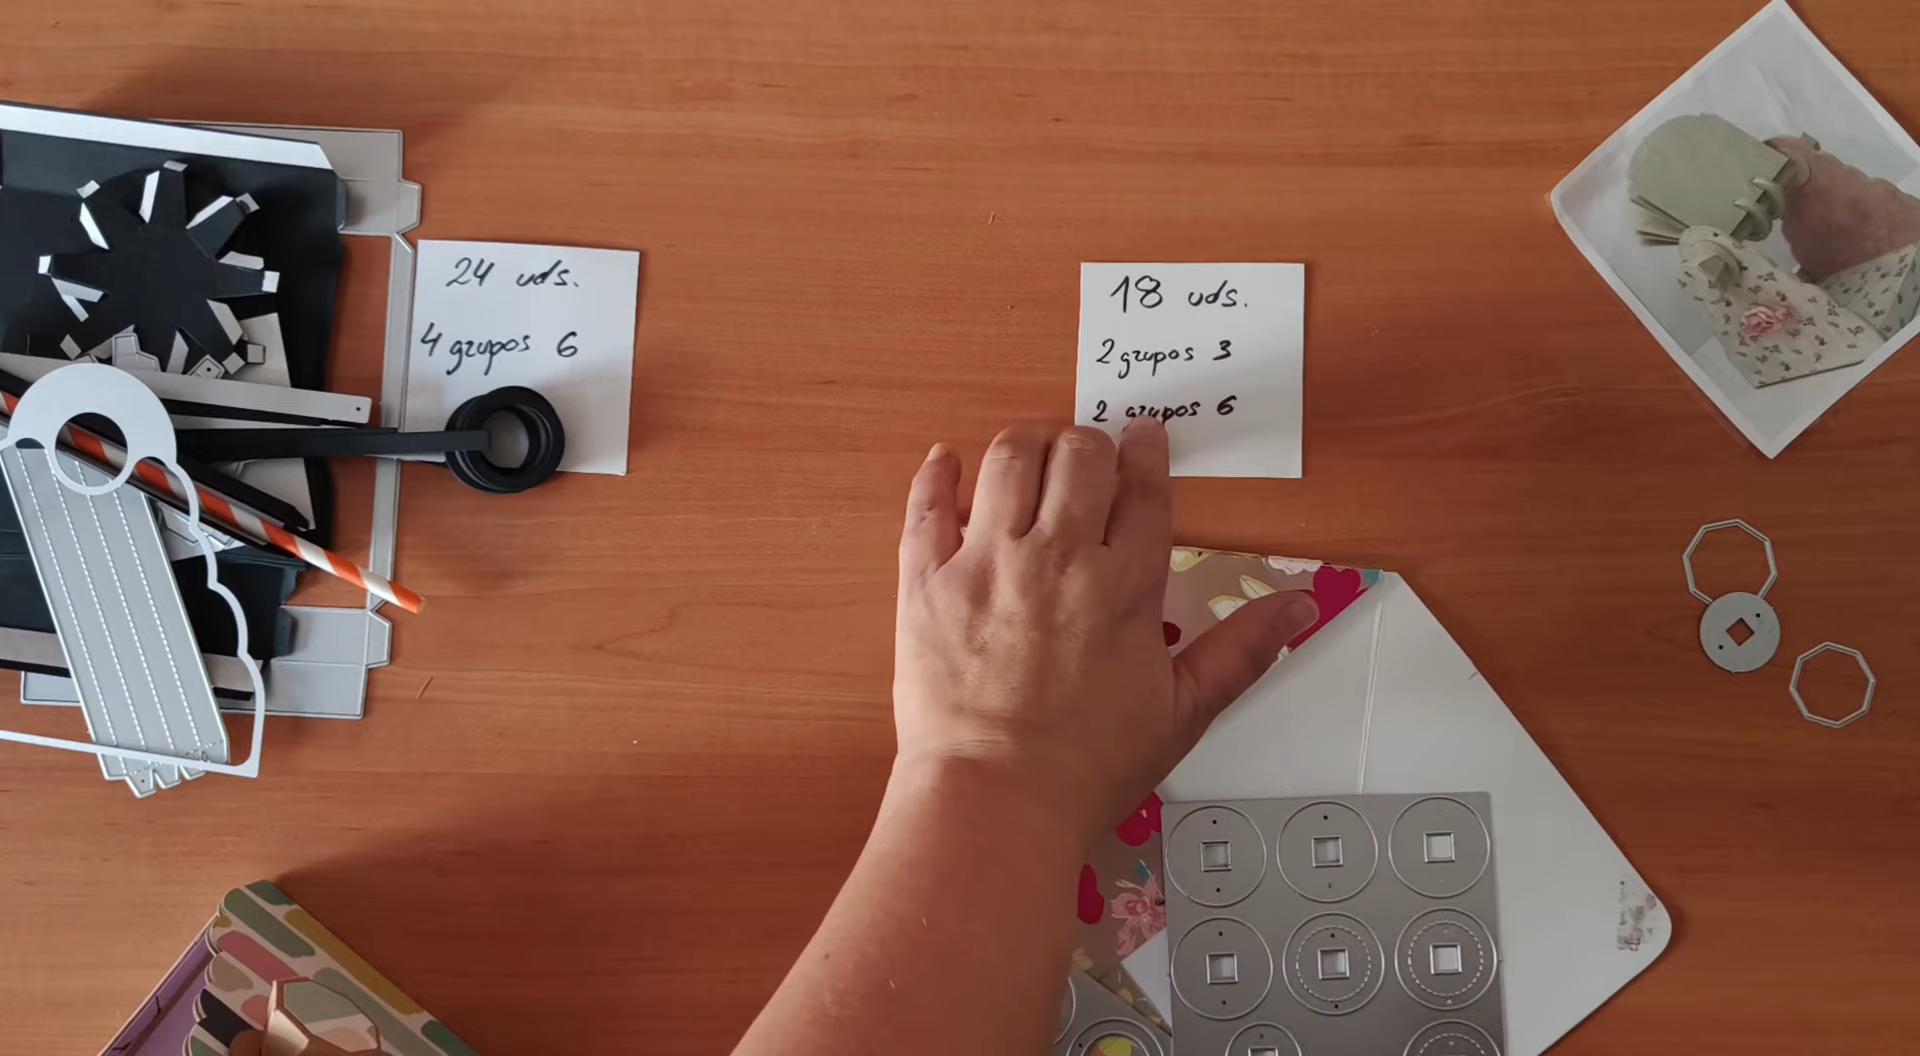 24 uds.
4 grupos 6
18 uds.
2 grupos 3
2 grupos 6